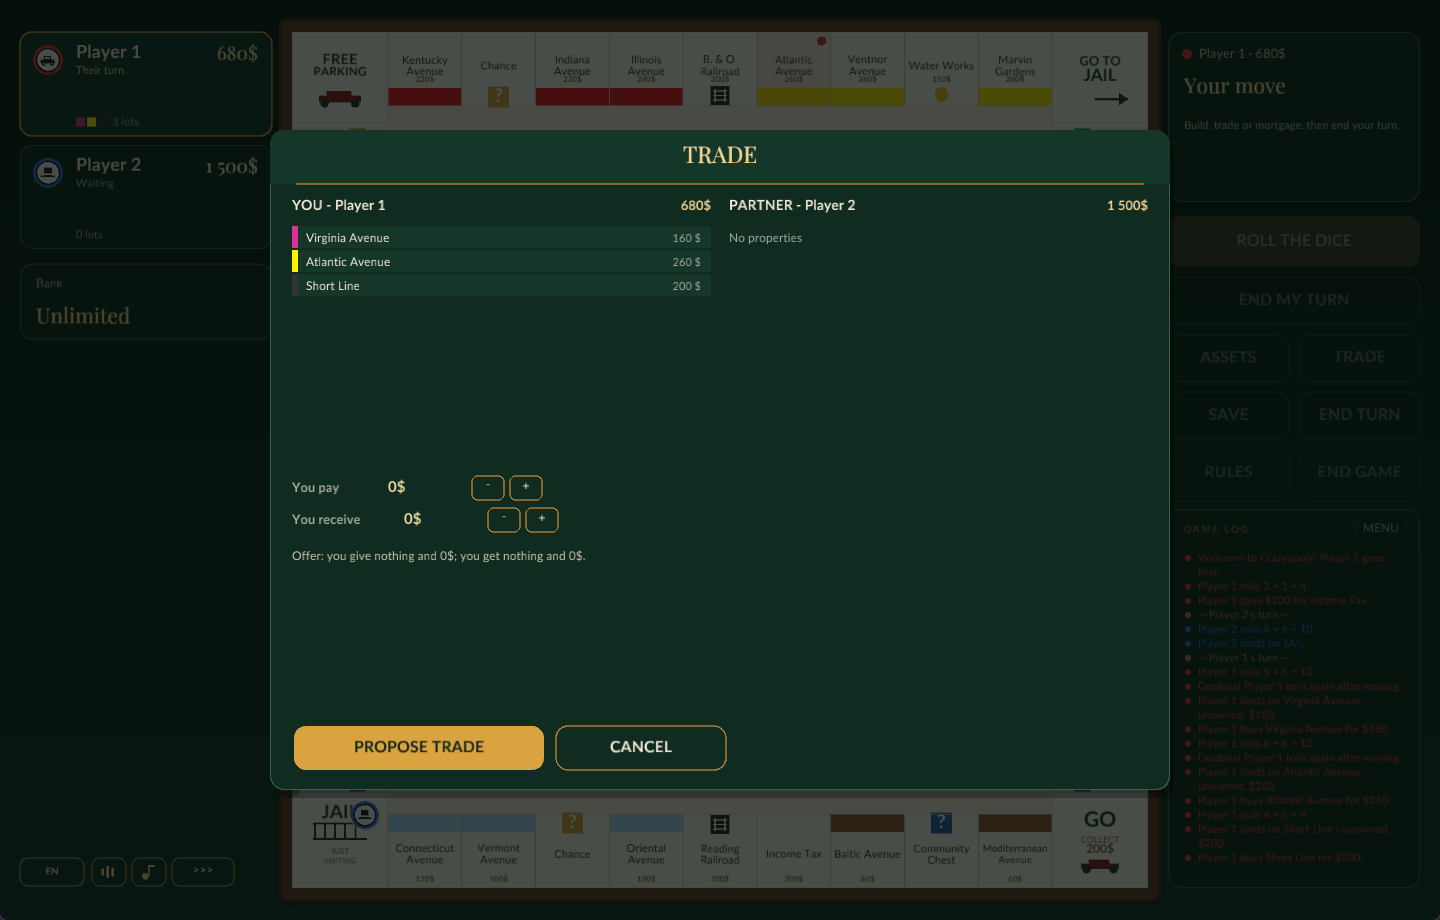 Player 1
680$
Their turn
3 lots
Player 2
1 500$
Waiting
0 lots
Bank
Unlimited
EN
>>>
FREE
PARKING
Kentucky
Avenue
220$
Chance
?
Indiana
Avenue
220$
Illinois
Avenue
240$
B. & O.
Railroad
200$
Atlantic
Avenue
260$
Ventnor
Avenue
260$
Water Works
150$
Marvin
Gardens
280$
GO TO
JAIL
TRADE
YOU - Player 1
680$
Virginia Avenue
160 $
Atlantic Avenue
260 $
Short Line
200 $
PARTNER - Player 2
1 500$
No properties
You pay
0$
-
+
You receive
0$
-
+
Offer: you give nothing and 0$; you get nothing and 0$.
PROPOSE TRADE
CANCEL
JAIL
JUST
VISITING
Connecticut
Avenue
120$
Vermont
Avenue
100$
?
Chance
Oriental
Avenue
100$
Reading
Railroad
200$
Income Tax
200$
Baltic Avenue
60$
?
Community
Chest
Mediterranean
Avenue
60$
GO
COLLECT
200$
Player 1 · 680$
Your move
Build, trade or mortgage, then end your turn.
ROLL THE DICE
END MY TURN
ASSETS
TRADE
SAVE
END TURN
RULES
END GAME
GAME LOG
MENU
Welcome to Crazyopoly! Player 1 goes
first.
Player 1 rolls 3 + 1 = 4
Player 1 pays $200 for Income Tax.
-- Player 2's turn --
Player 2 rolls 4 + 6 = 10
Player 2 lands on JAIL.
-- Player 1's turn --
Player 1 rolls 5 + 5 = 10
Doubles! Player 1 rolls again after moving.
Player 1 lands on Virginia Avenue -
unowned. $160.
Player 1 buys Virginia Avenue for $160.
Player 1 rolls 6 + 6 = 12
Doubles! Player 1 rolls again after moving.
Player 1 lands on Atlantic Avenue -
unowned. $260.
Player 1 buys Atlantic Avenue for $260.
Player 1 rolls 4 + 5 = 9
Player 1 lands on Short Line - unowned.
$200.
Player 1 buys Short Line for $200.